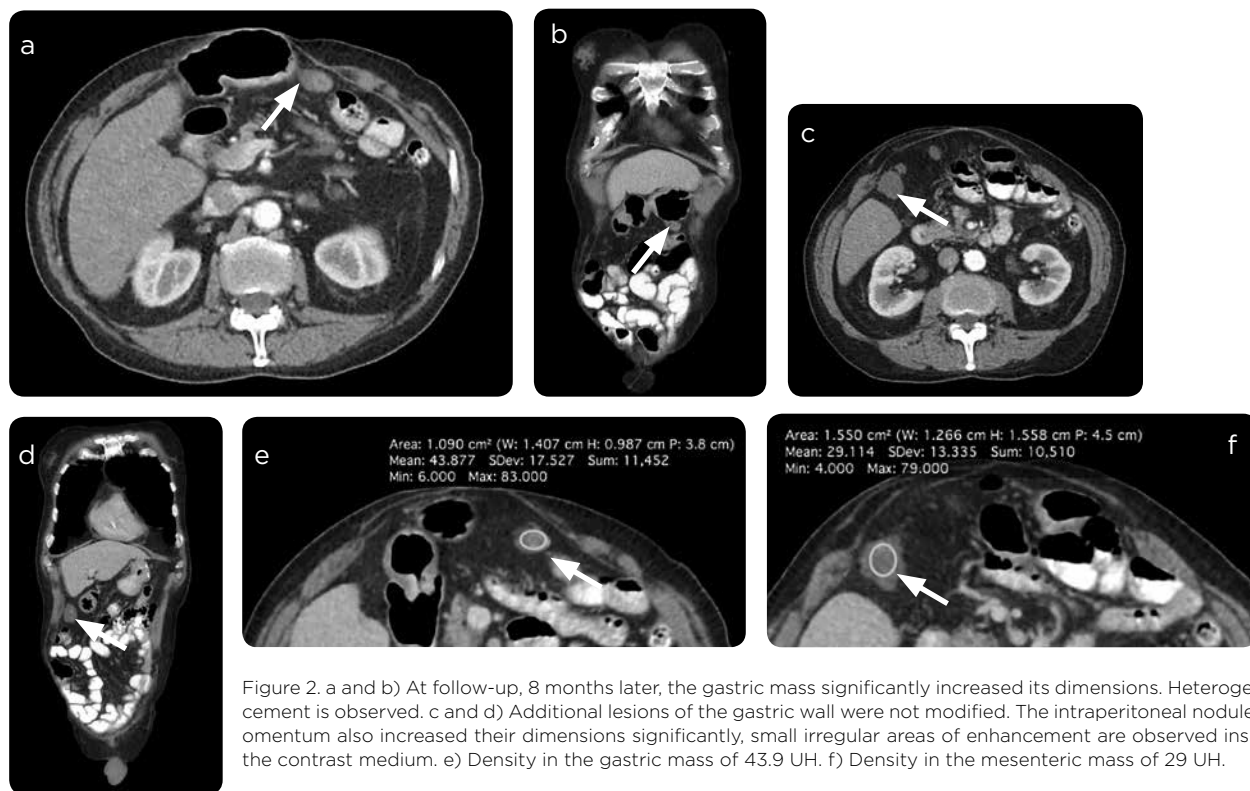 a
b
c
d
e
Area: 1.090 cm² (W: 1.407 cm H: 0.987 cm P: 3.8 cm)
Mean: 43.877 SDev: 17.527 Sum: 11,452
Min: 6.000 Max: 83.000
f
Area: 1.550 cm² (W: 1.266 cm H: 1.558 cm P: 4.5 cm)
Mean: 29.114 SDev: 13.335 Sum: 10,510
Min: 4.000 Max: 79.000
Figure 2. a and b) At follow-up, 8 months later, the gastric mass significantly increased its dimensions. Heteroge
cement is observed. c and d) Additional lesions of the gastric wall were not modified. The intraperitoneal nodule
omentum also increased their dimensions significantly, small irregular areas of enhancement are observed ins
the contrast medium. e) Density in the gastric mass of 43.9 UH. f) Density in the mesenteric mass of 29 UH.